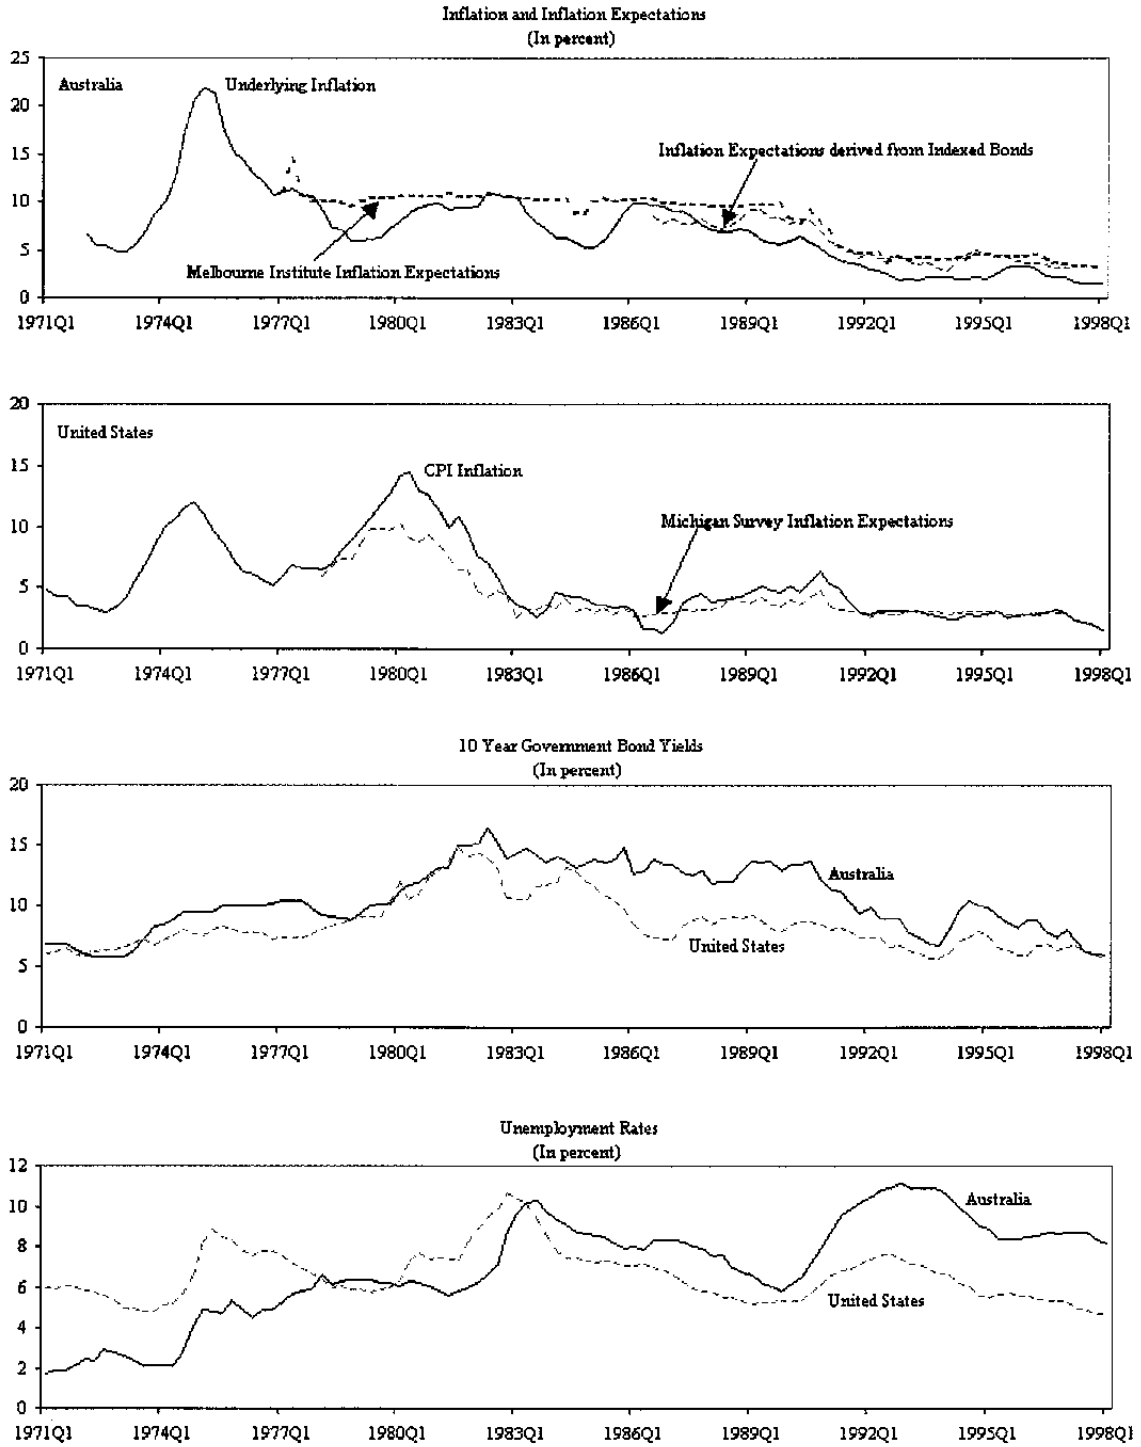 Inflation and Inflation Expectations
(In percent)
25
Australia
Underlying Inflation
20
15
Inflation Expectations derived from Indexed Bonds
10
5
Melbourne Institute Inflation Expectations
0
1971Q1 1974Q1 1977Q1 1980Q1 1983Q1 1986Q1 1989Q1 1992Q1 1995Q1 1998Q1
20
United States
15
CPI Inflation
10
Michigan Survey Inflation Expectations
5
0
1971Q1 1974Q1 1977Q1 1980Q1 1983Q1 1986Q1 1989Q1 1992Q1 1995Q1 1998Q1
10 Year Government Bond Yields
(In percent)
20
15
Australia
10
United States
5
0
1971Q1 1974Q1 1977Q1 1980Q1 1983Q1 1986Q1 1989Q1 1992Q1 1995Q1 1998Q1
Unemployment Rates
(In percent)
12
10
Australia
8
6
United States
4
2
0
1971Q1 1974Q1 1977Q1 1980Q1 1983Q1 1986Q1 1989Q1 1992Q1 1995Q1 1998Q1